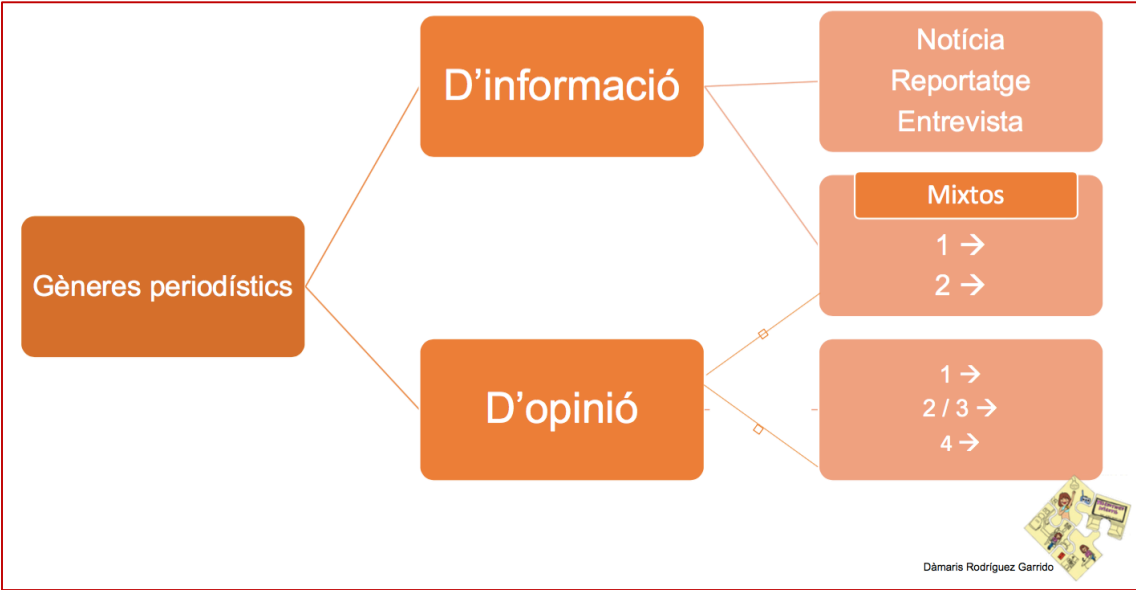 Gèneres periodístics
D’informació
Notícia
Reportatge
Entrevista
Mixtos
1 →
2 →
D’opinió
1 →
2 / 3 →
4 →
Dàmaris Rodríguez Garrido